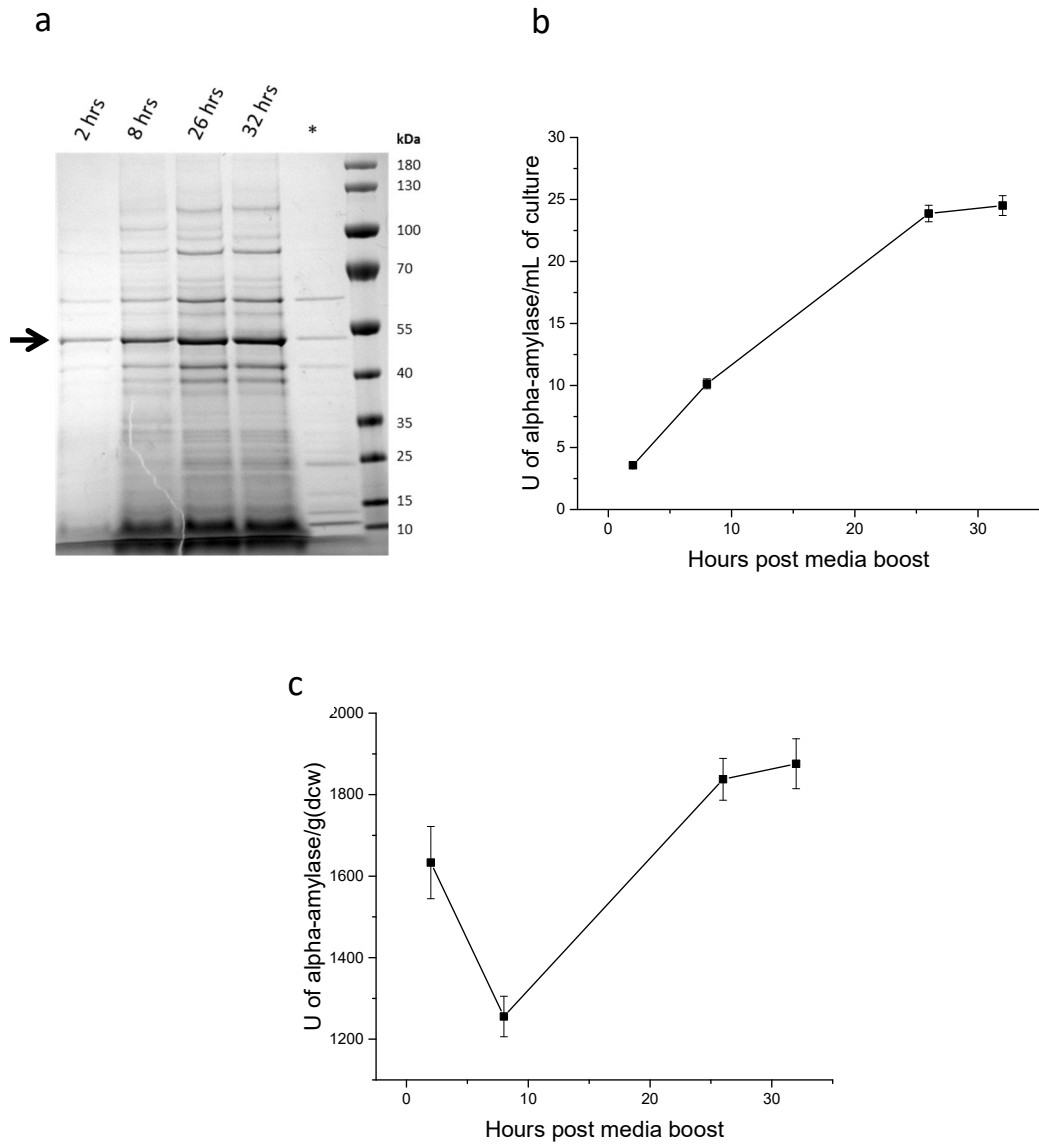 a
2 hrs 8 hrs 26 hrs 32 hrs *
kDa
180
130
100
70
55
40
35
25
15
10
b
30
25
20
15
10
5
0
U of alpha-amylase/mL of culture
0 10 20 30
Hours post media boost
c
2000
1800
1600
1400
1200
U of alpha-amylase/g(dcw)
0 10 20 30
Hours post media boost